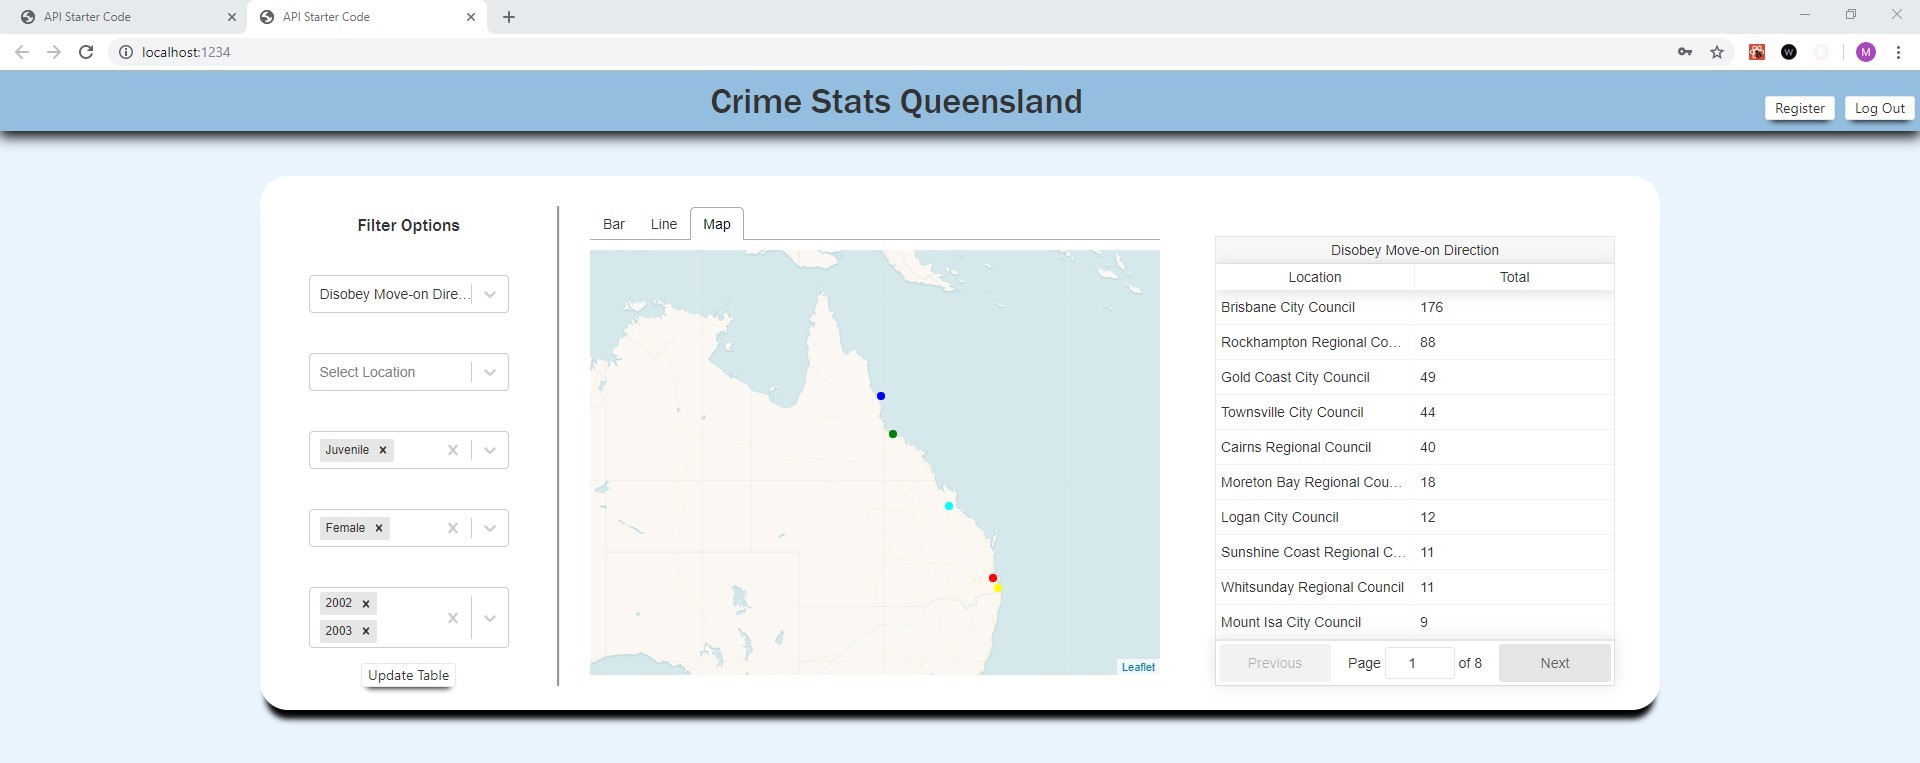 API Starter Code
API Starter Code
localhost:1234
M
W
Crime Stats Queensland
Register
Log Out
Filter Options
Disobey Move-on Dire...
Select Location
Juvenile
Female
2002
2003
Update Table
Bar Line Map
Leaflet
Disobey Move-on Direction
Location Total
Brisbane City Council 176
Rockhampton Regional Co... 88
Gold Coast City Council 49
Townsville City Council 44
Cairns Regional Council 40
Moreton Bay Regional Cou... 18
Logan City Council 12
Sunshine Coast Regional C... 11
Whitsunday Regional Council 11
Mount Isa City Council 9
Previous Page 1 of 8 Next